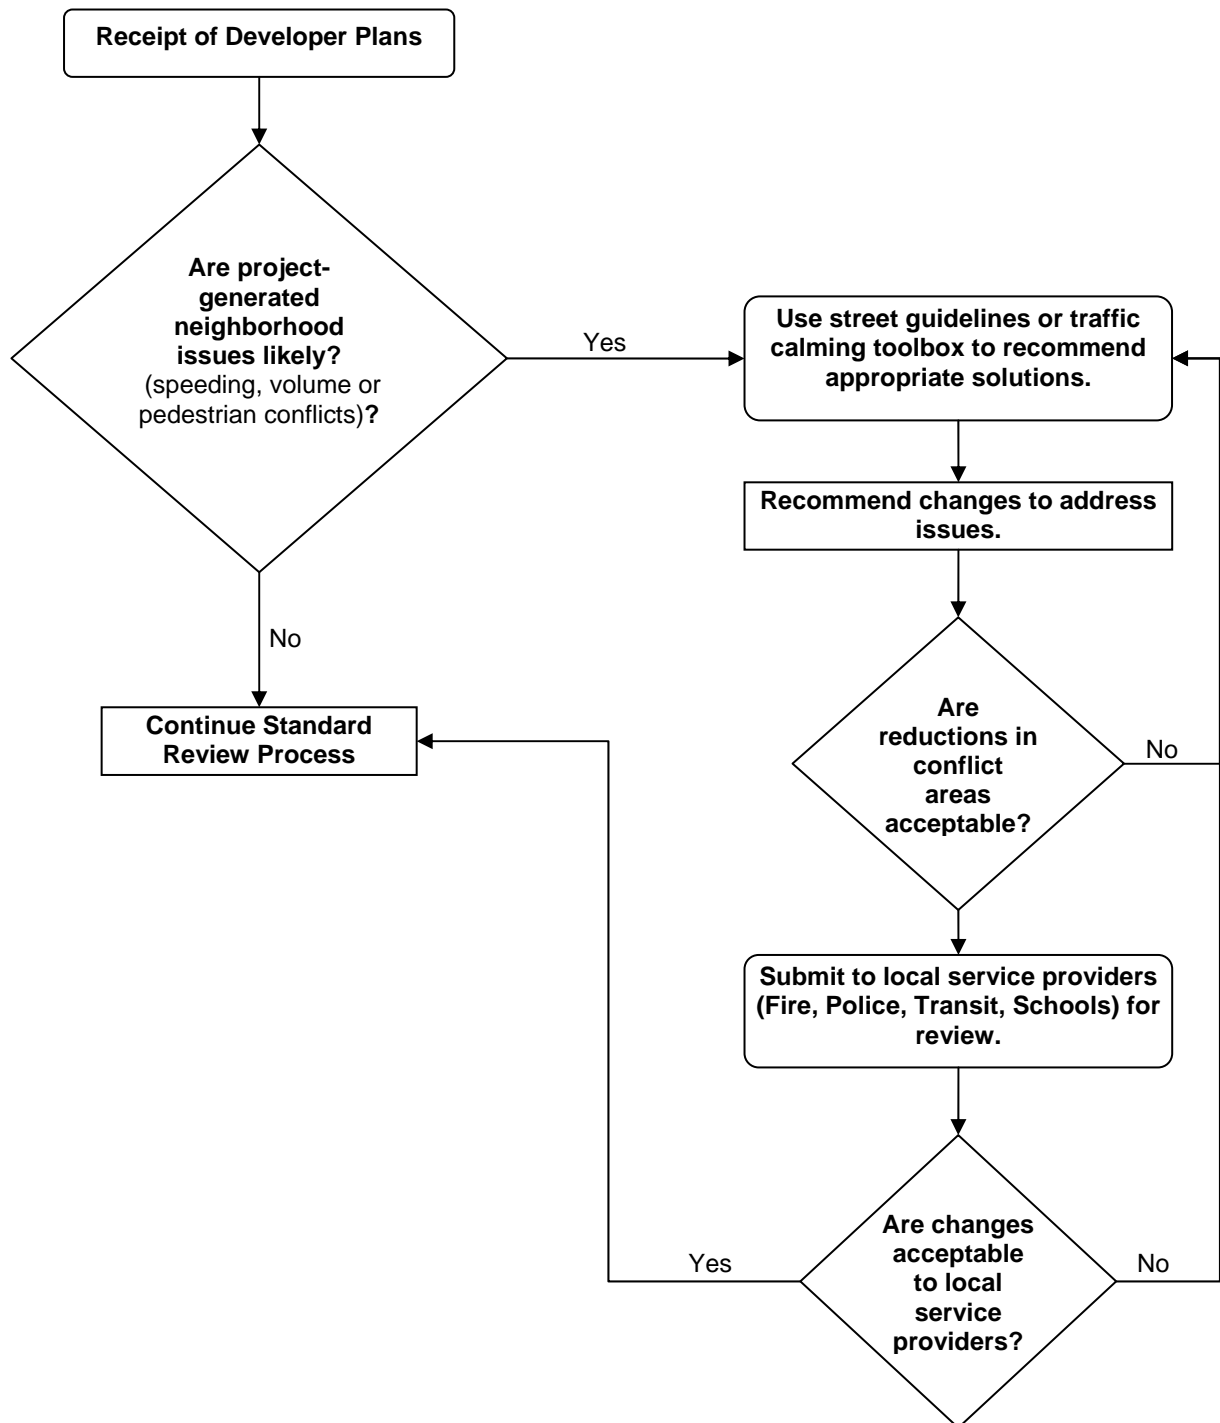 Receipt of Developer Plans
Are project-
generated
neighborhood
issues likely?
(speeding, volume or
pedestrian conflicts)?
Yes
No
Use street guidelines or traffic
calming toolbox to recommend
appropriate solutions.
Recommend changes to address
issues.
Continue Standard
Review Process
Are
reductions in
conflict
areas
acceptable?
No
Submit to local service providers
(Fire, Police, Transit, Schools) for
review.
Are changes
acceptable
to local
service
providers?
Yes
No